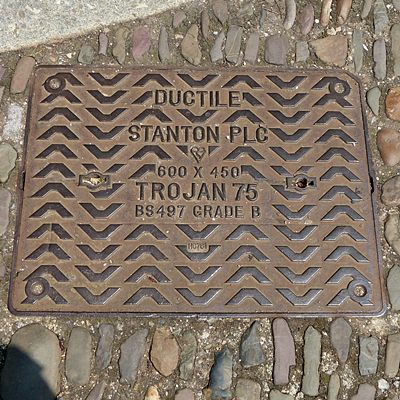 DUCTILE
STANTON PLC
600 X 450
TROJAN 75
BS497 GRADE B